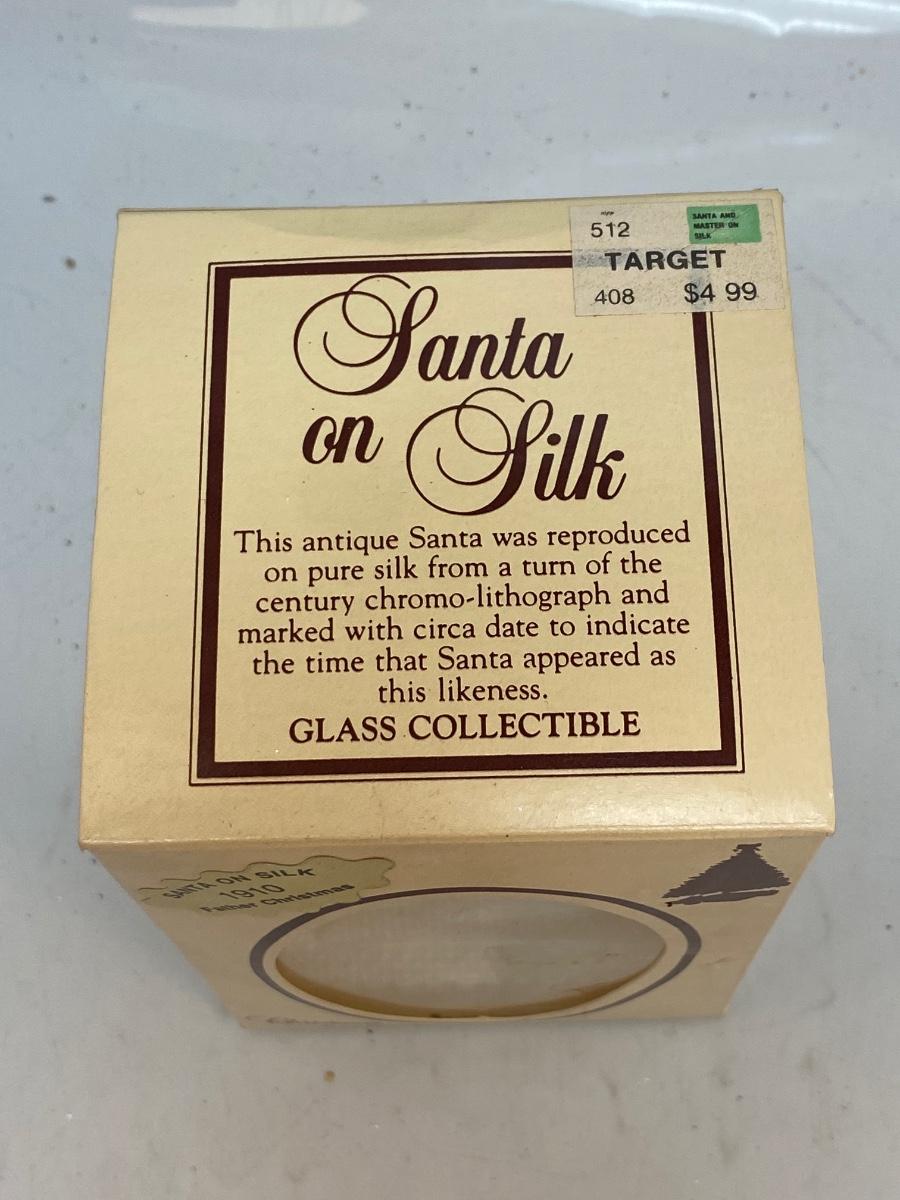 512
SANTA AND
MASTER ON
SILK
TARGET
408 $4 99
Santa
on Silk
This antique Santa was reproduced
on pure silk from a turn of the
century chromo-lithograph and
marked with circa date to indicate
the time that Santa appeared as
this likeness.
GLASS COLLECTIBLE
SANTA ON SILK
1910
Father Christmas